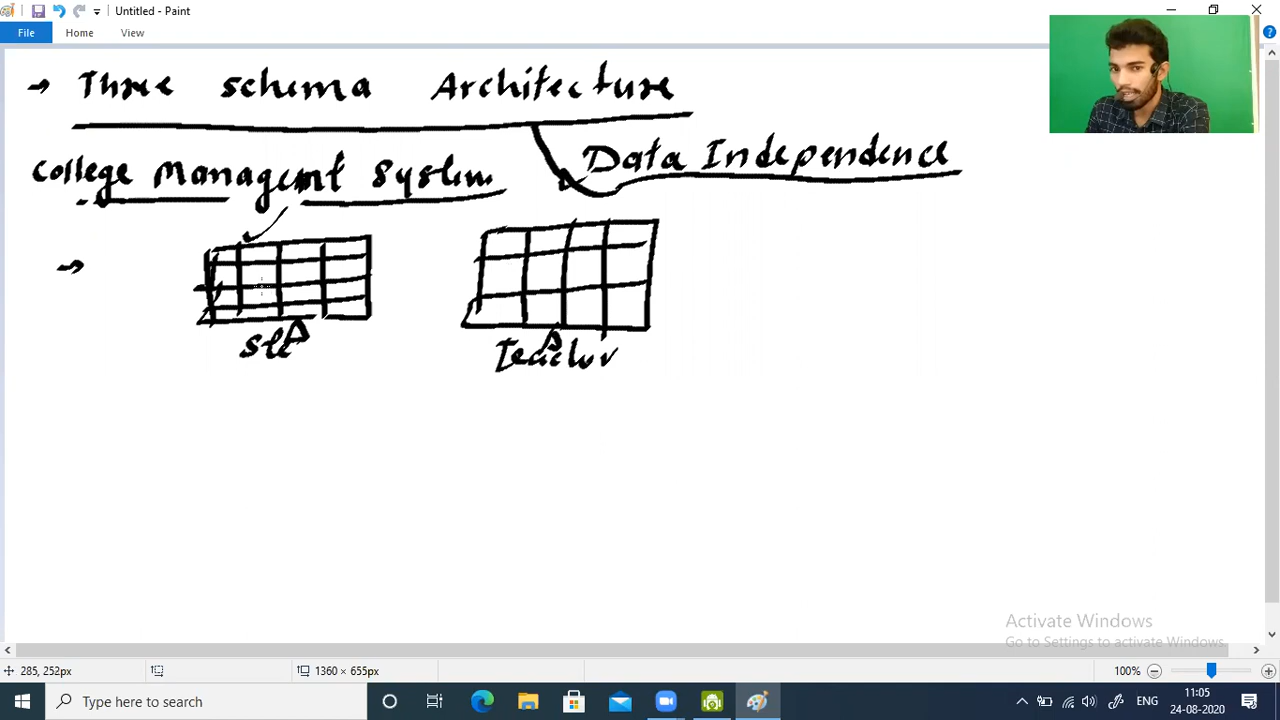 Untitled - Paint
File Home View
→ Three schema Architecture
Data Independence
College Managemt System
→
Teacher
Activate Windows
Go to Settings to activate Windows.
285, 252px
1360 × 655px
100%
Type here to search
ENG
11:05
24-08-2020